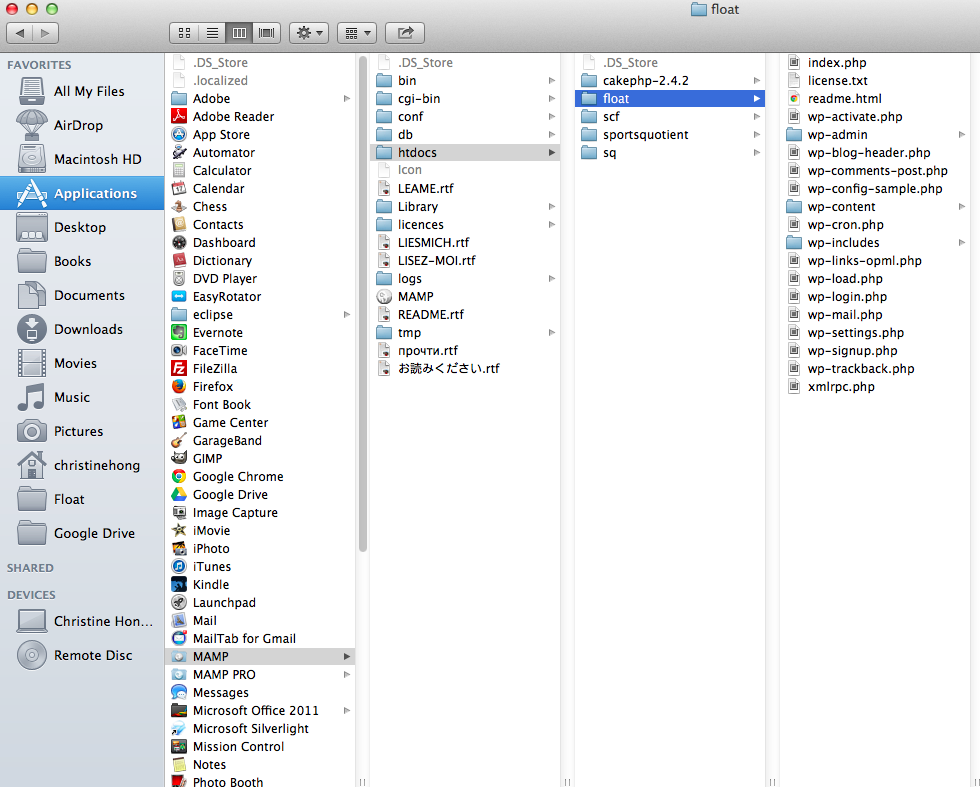 float
FAVORITES
All My Files
AirDrop
Macintosh HD
Applications
Desktop
Books
Documents
Downloads
Movies
Music
Pictures
christinehong
Float
Google Drive
SHARED
DEVICES
Christine Hon...
Remote Disc
.DS_Store
.localized
Adobe
Adobe Reader
App Store
Automator
Calculator
Calendar
Chess
Contacts
Dashboard
Dictionary
DVD Player
EasyRotator
eclipse
Evernote
FaceTime
FileZilla
Firefox
Font Book
Game Center
GarageBand
GIMP
Google Chrome
Google Drive
Image Capture
iMovie
iPhoto
iTunes
Kindle
Launchpad
Mail
MailTab for Gmail
MAMP
MAMP PRO
Messages
Microsoft Office 2011
Microsoft Silverlight
Mission Control
Notes
Photo Booth
.DS_Store
bin
cgi-bin
conf
db
htdocs
Icon
LEAME.rtf
Library
licences
LIESMICH.rtf
LISEZ-MOI.rtf
logs
MAMP
README.rtf
tmp
прочти.rtf
お読みください.rtf
.DS_Store
cakephp-2.4.2
float
scf
sportsquotient
sq
index.php
license.txt
readme.html
wp-activate.php
wp-admin
wp-blog-header.php
wp-comments-post.php
wp-config-sample.php
wp-content
wp-cron.php
wp-includes
wp-links-opml.php
wp-load.php
wp-login.php
wp-mail.php
wp-settings.php
wp-signup.php
wp-trackback.php
xmlrpc.php